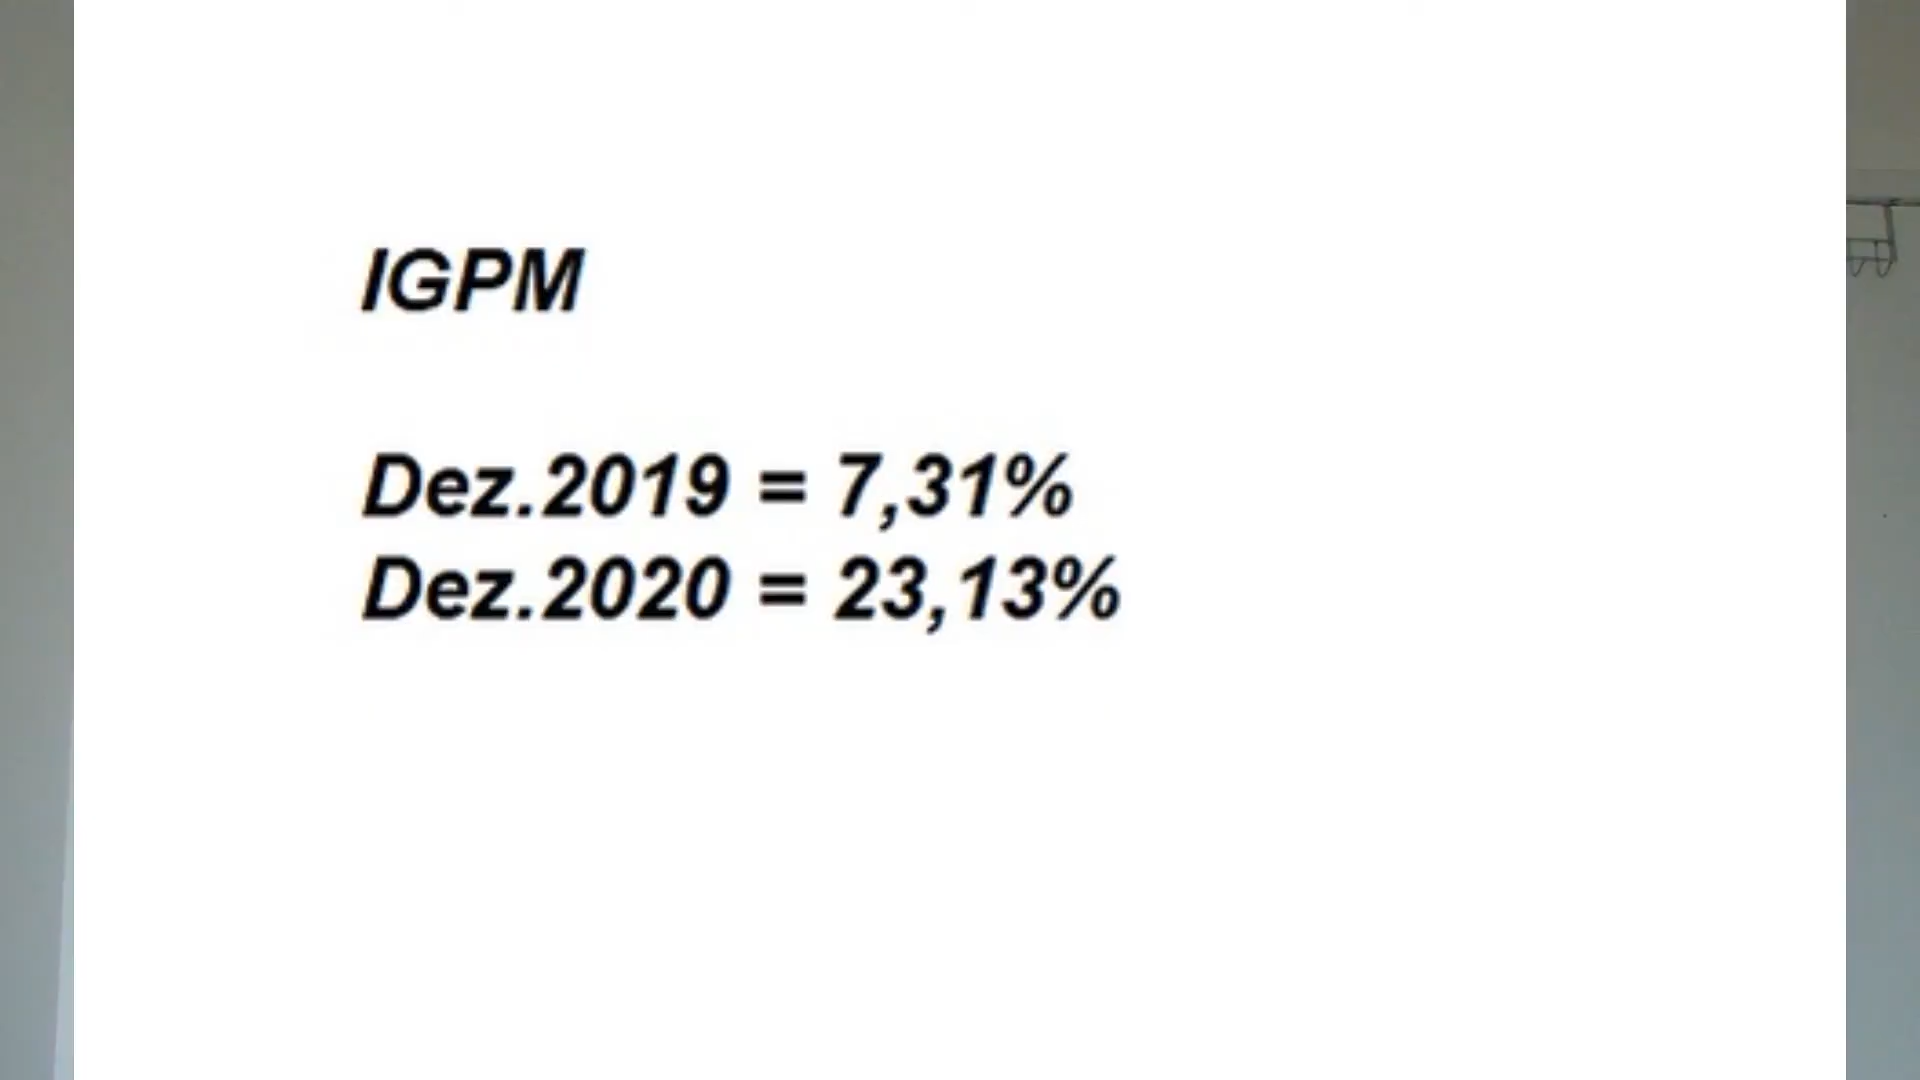 IGPM
Dez.2019 = 7,31%
Dez.2020 = 23,13%